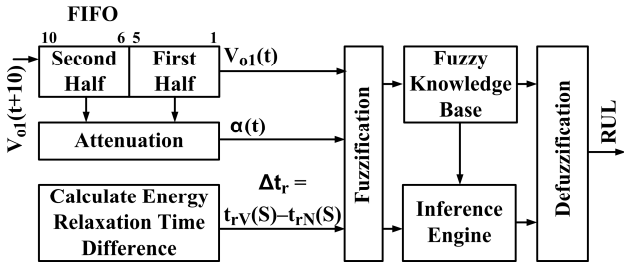 FIFO
10 6 5 1
Second Half
First Half
Vo1(t)
Vo1(t+10)
Attenuation
α(t)
Calculate Energy
Relaxation Time
Difference
Δtr =
trV(S)–trN(S)
Fuzzification
Fuzzy
Knowledge
Base
Inference
Engine
Defuzzification
RUL